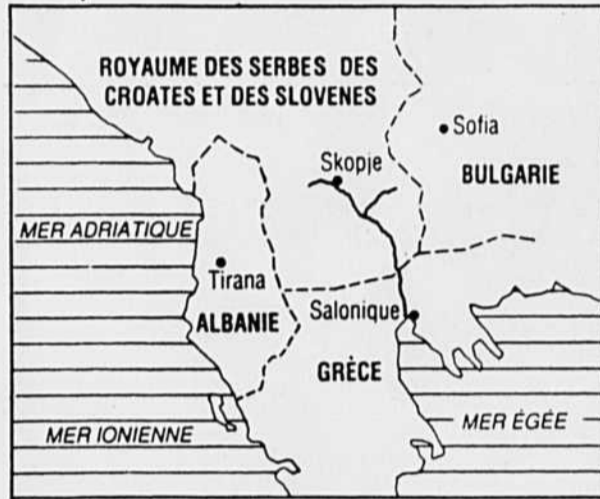 ROYAUME DES SERBES DES
CROATES ET DES SLOVENES
Sofia
Skopje
BULGARIE
MER ADRIATIQUE
Tirana
Salonique
ALBANIE
GRÈCE
MER IONIENNE
MER ÉGÉE